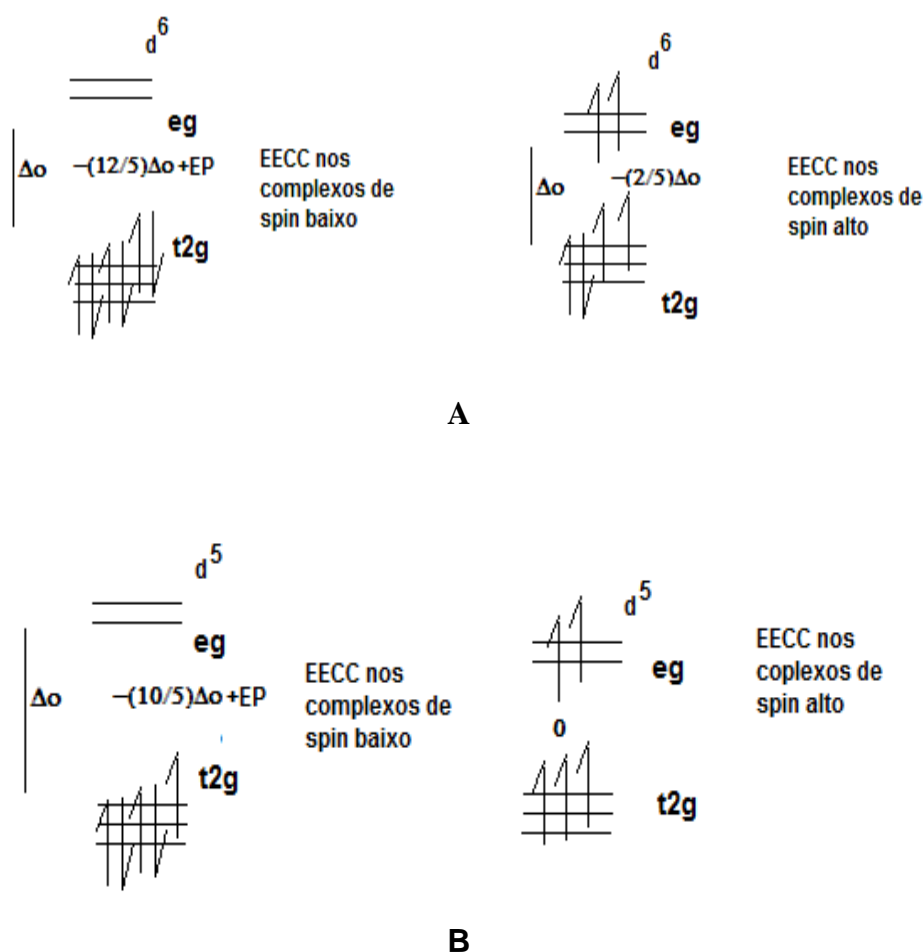 d⁶
eg
Δo −(12/5)Δo +EP
EECC nos
complexos de
spin baixo
t2g
d⁶
eg
Δo −(2/5)Δo
EECC nos
complexos de
spin alto
t2g
A
d⁵
eg
Δo −(10/5)Δo +EP
EECC nos
complexos de
spin baixo
t2g
d⁵
eg
0
EECC nos
coplexos de
spin alto
t2g
B